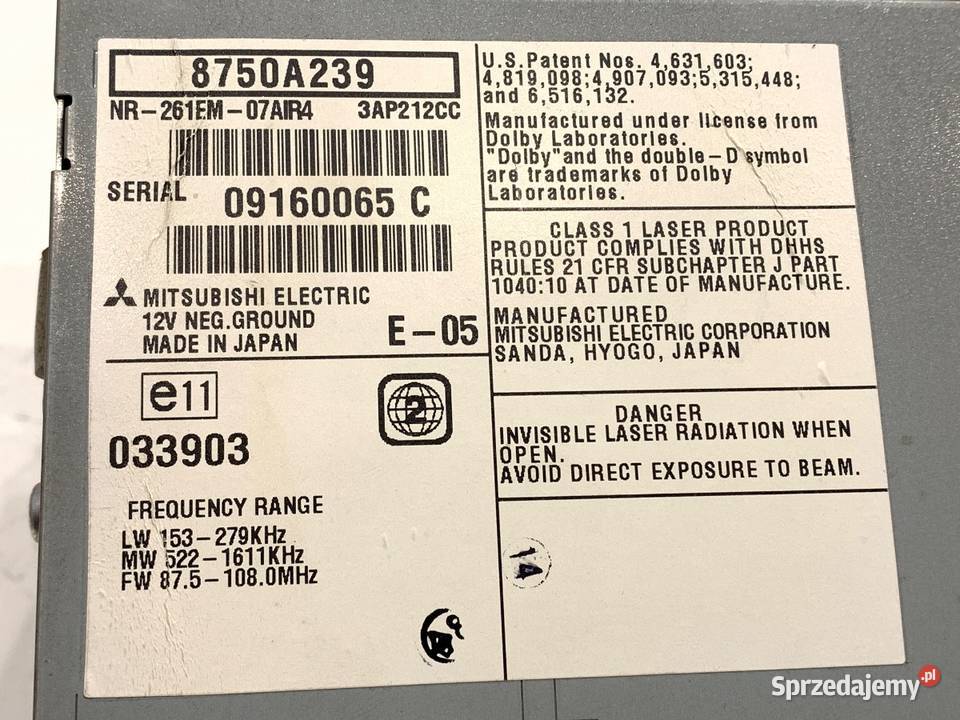 8750A239
NR-261EM-07AIR4 3AP212CC
SERIAL 09160065 C
MITSUBISHI ELECTRIC
12V NEG.GROUND
MADE IN JAPAN
E-05
e11
033903
2
FREQUENCY RANGE
LW 153-279KHz
MW 522-1611KHz
FW 87.5-108.0MHz
U.S.Patent Nos. 4,631,603;
4,819,098;4,907,093;5,315,448;
and 6,516,132.
Manufactured under license from
Dolby Laboratories.
"Dolby"and the double-D symbol
are trademarks of Dolby
Laboratories.
CLASS 1 LASER PRODUCT
PRODUCT COMPLIES WITH DHHS
RULES 21 CFR SUBCHAPTER J PART
1040:10 AT DATE OF MANUFACTURE.
MANUFACTURED
MITSUBISHI ELECTRIC CORPORATION
SANDA, HYOGO, JAPAN
DANGER
INVISIBLE LASER RADIATION WHEN
OPEN.
AVOID DIRECT EXPOSURE TO BEAM.
14
Sprzedajemy.pl